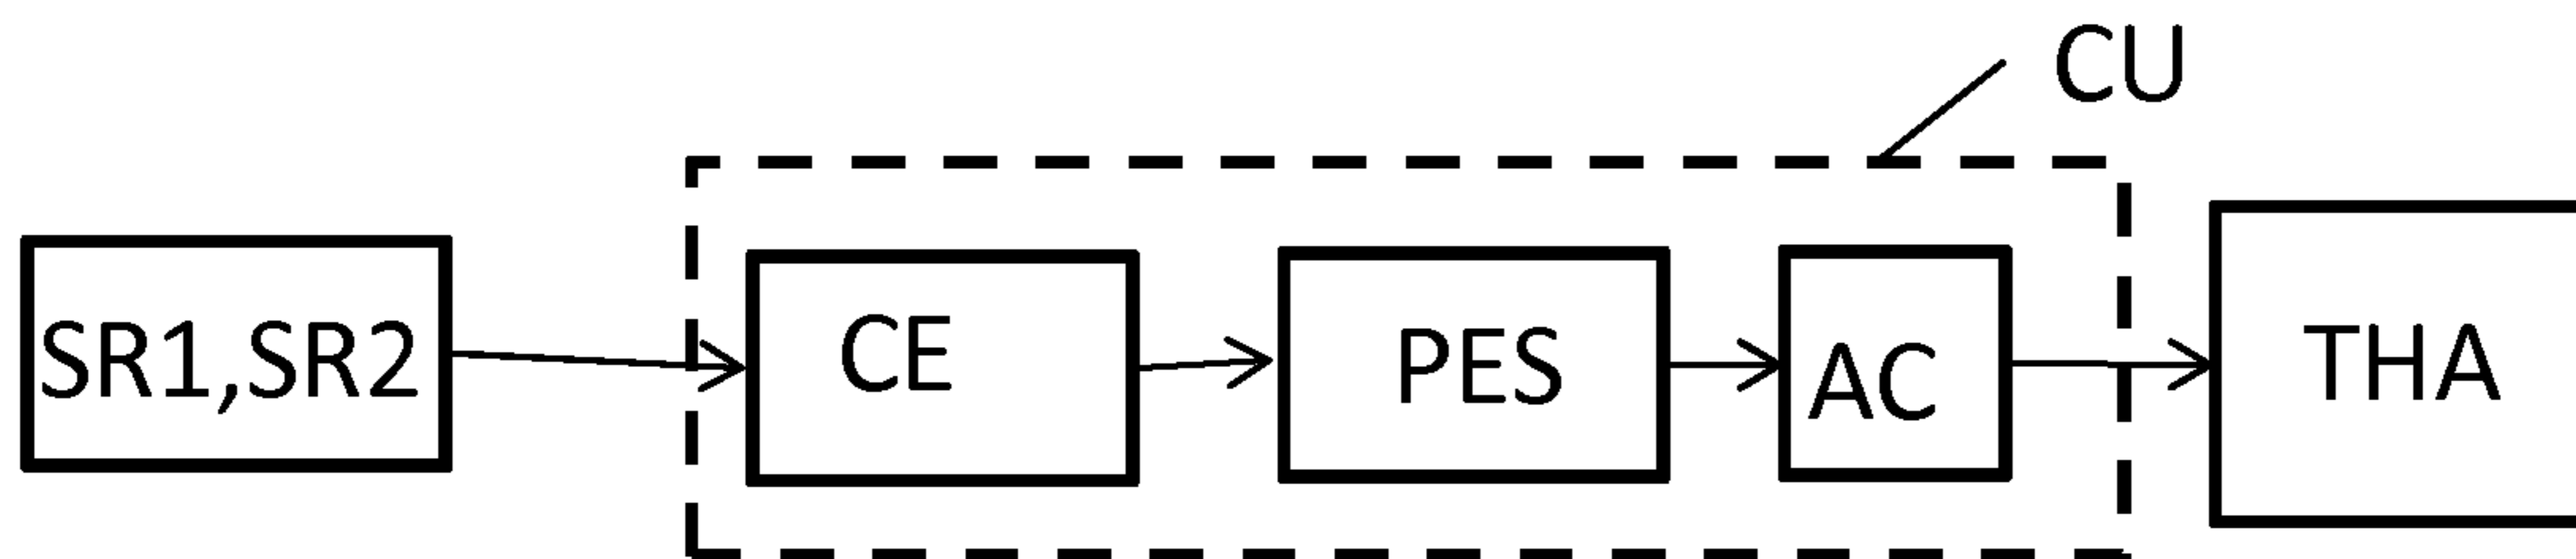 CU
SR1,SR2
CE
PES
AC
THA